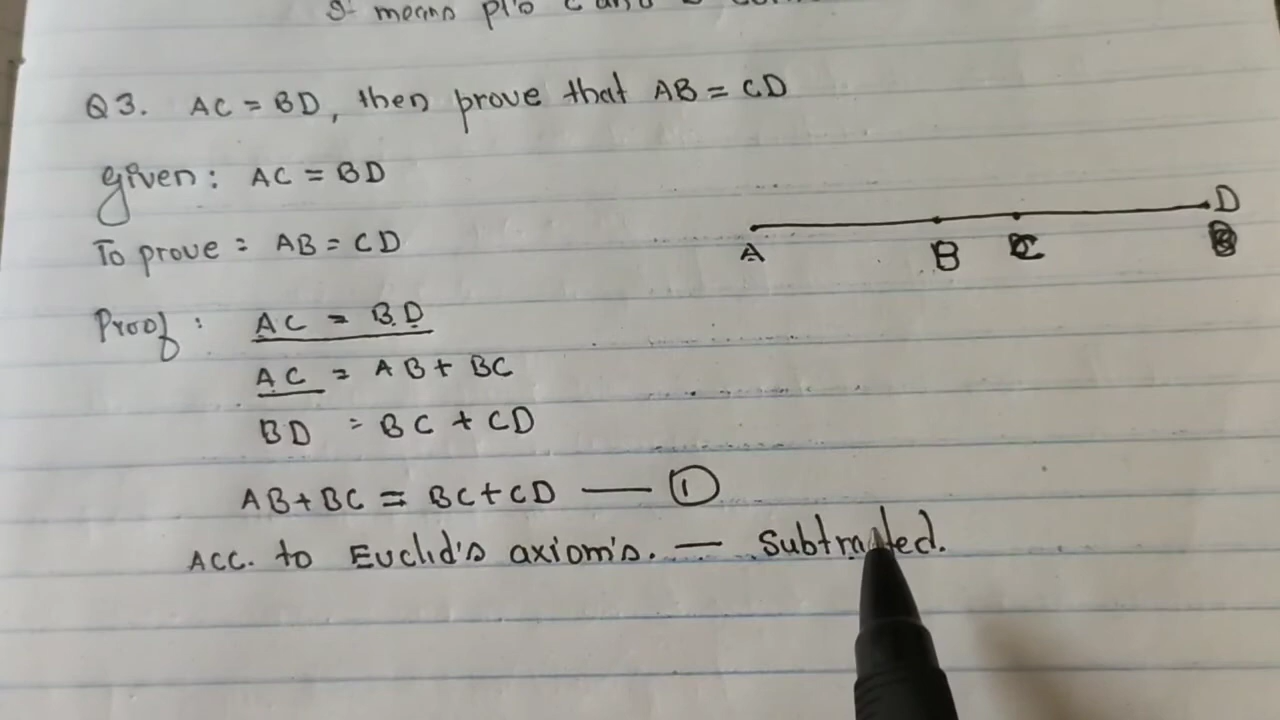 means
Q3. AC = BD, then prove that AB = CD
Given: AC = BD
To prove = AB = CD
D
A B C
Proof: AC = BD
AC = AB + BC
BD = BC + CD
AB+BC = BC+CD — ①
Acc. to Euclid's axiom's. — Subtracted.